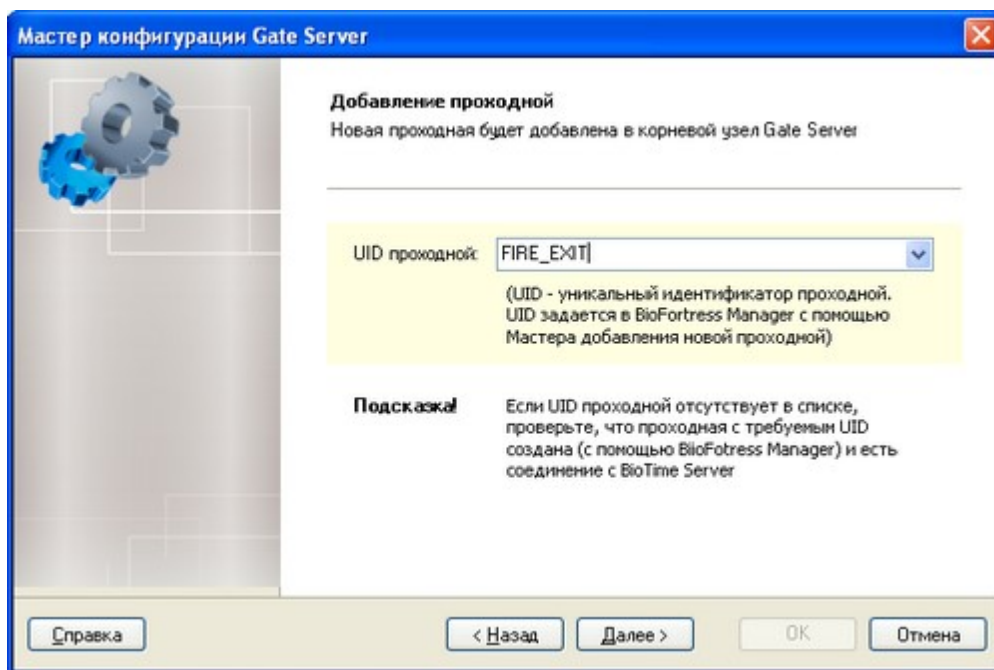 Мастер конфигурации Gate Server
Добавление проходной
Новая проходная будет добавлена в корневой узел Gate Server
UID проходной: FIRE_EXIT
(UID - уникальный идентификатор проходной.
UID задается в BioFortress Manager с помощью
Мастера добавления новой проходной)
Подсказка! Если UID проходной отсутствует в списке,
проверьте, что проходная с требуемым UID
создана (с помощью BiioFotress Manager) и есть
соединение с BioTime Server
Справка < Назад Далее > OK Отмена